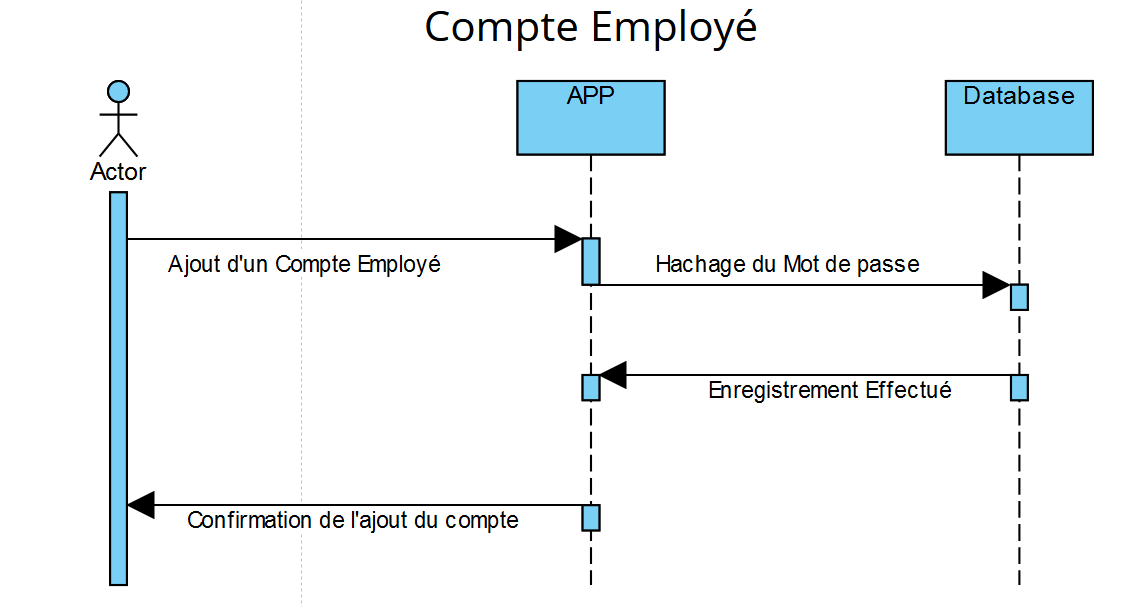 Compte Employé
APP
Database
Actor
Ajout d'un Compte Employé
Hachage du Mot de passe
Enregistrement Effectué
Confirmation de l'ajout du compte